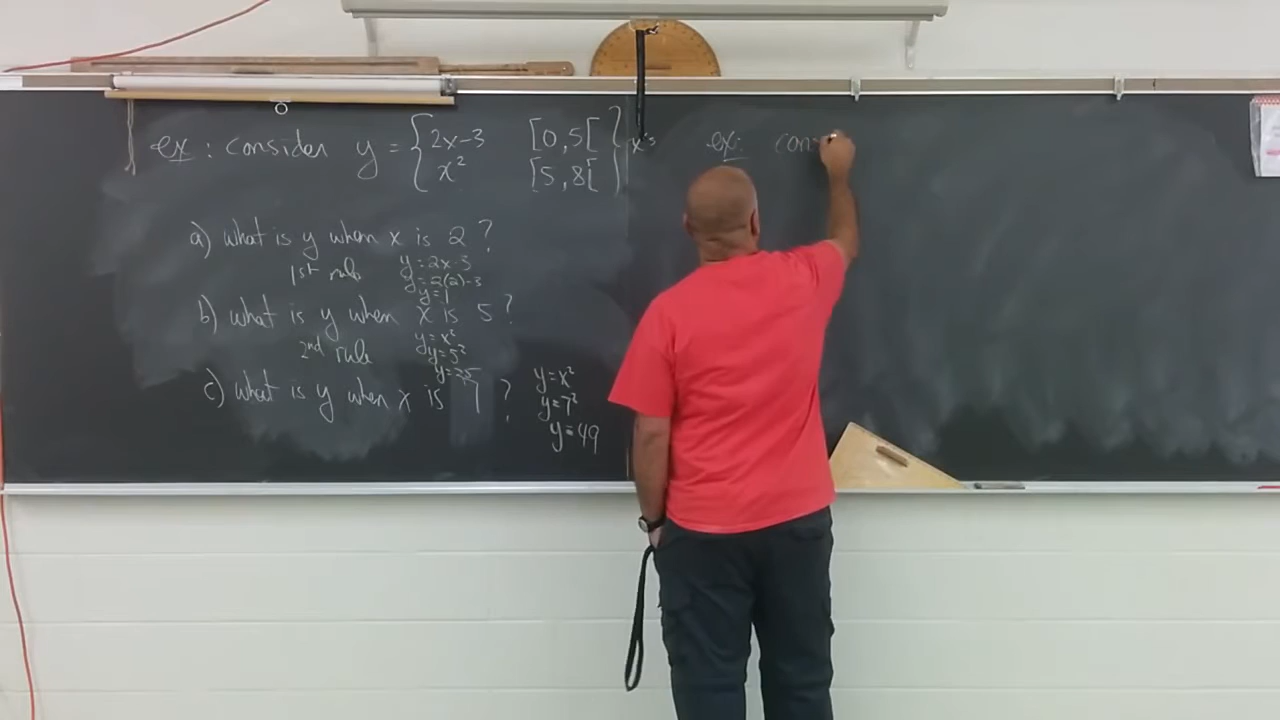 ex: consider y = { 2x-3 [0,5[ } x's
x² [5,8[
a) what is y when x is 2?
1st rule y=2x-3
y=2(2)-3
y=1
b) what is y when x is 5?
2nd rule y=x²
y=5²
y=25
c) what is y when x is 7? y=x²
y=7²
y=49
ex: cons